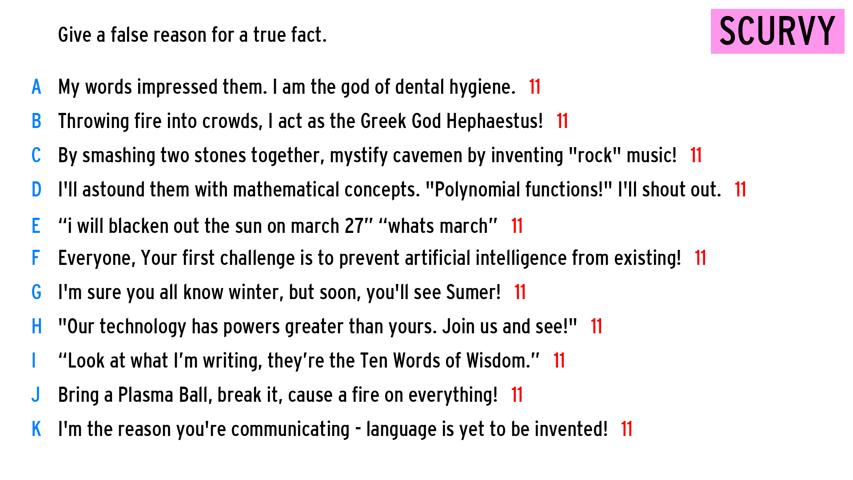 Give a false reason for a true fact.
SCURVY
A My words impressed them. I am the god of dental hygiene. 11
B Throwing fire into crowds, I act as the Greek God Hephaestus! 11
C By smashing two stones together, mystify cavemen by inventing "rock" music! 11
D I'll astound them with mathematical concepts. "Polynomial functions!" I'll shout out. 11
E “i will blacken out the sun on march 27” “whats march” 11
F Everyone, Your first challenge is to prevent artificial intelligence from existing! 11
G I'm sure you all know winter, but soon, you'll see Sumer! 11
H "Our technology has powers greater than yours. Join us and see!" 11
I “Look at what I’m writing, they’re the Ten Words of Wisdom.” 11
J Bring a Plasma Ball, break it, cause a fire on everything! 11
K I'm the reason you're communicating - language is yet to be invented! 11